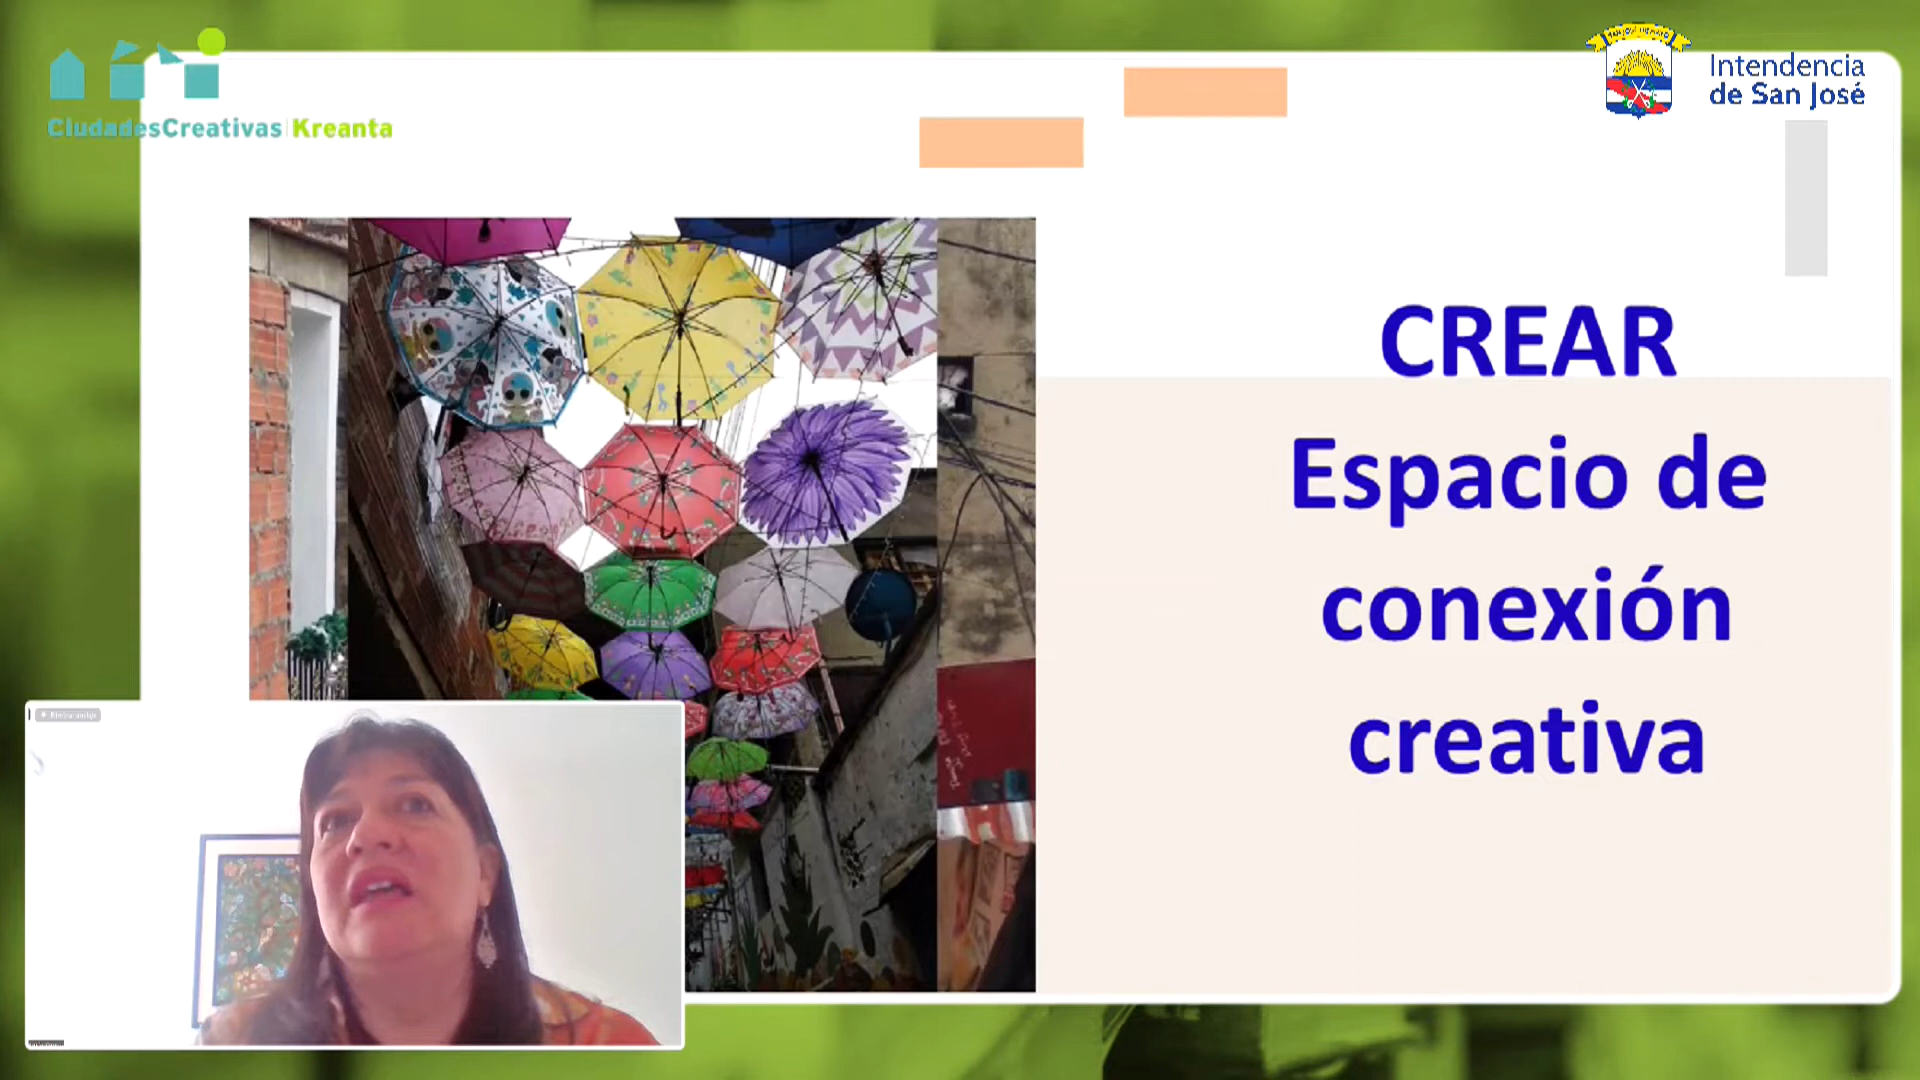 CiudadesCreativas Kreanta
Intendencia
de San José
CREAR
Espacio de
conexión
creativa